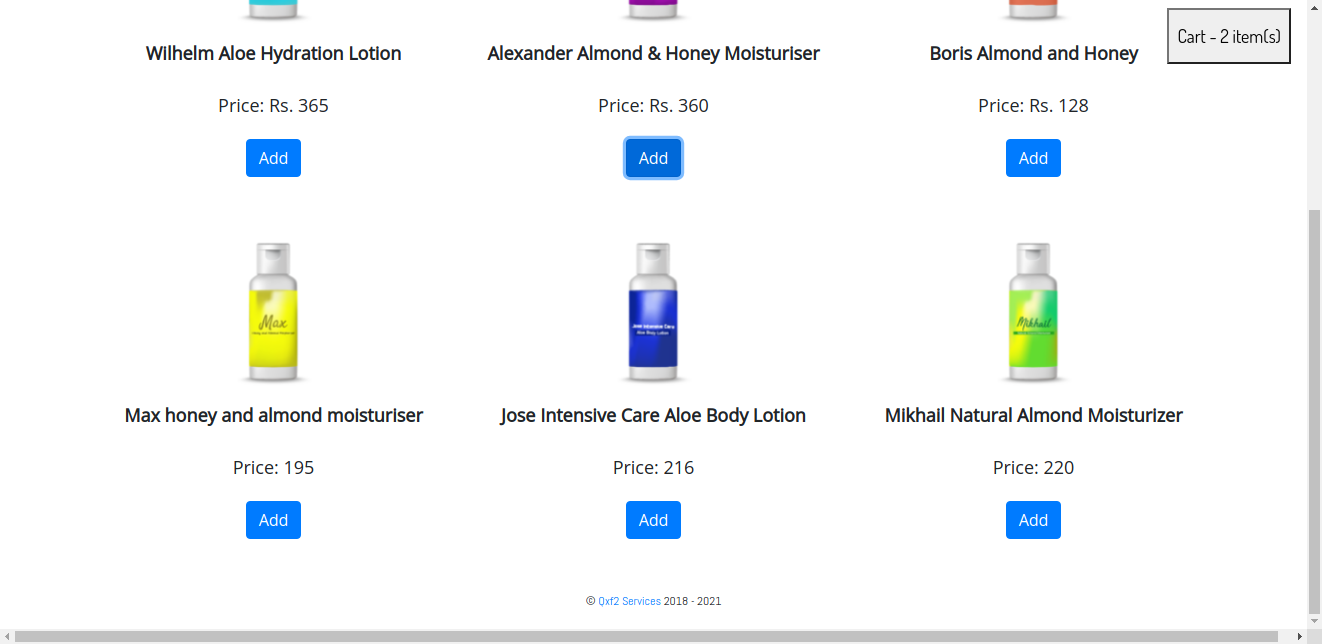 Cart - 2 item(s)
Wilhelm Aloe Hydration Lotion
Alexander Almond & Honey Moisturiser
Boris Almond and Honey
Price: Rs. 365
Price: Rs. 360
Price: Rs. 128
Add
Add
Add
Max
Jose Intensive Care
Aloe Body Lotion
Mikhail
Max honey and almond moisturiser
Jose Intensive Care Aloe Body Lotion
Mikhail Natural Almond Moisturizer
Price: 195
Price: 216
Price: 220
Add
Add
Add
© Qxf2 Services 2018 - 2021